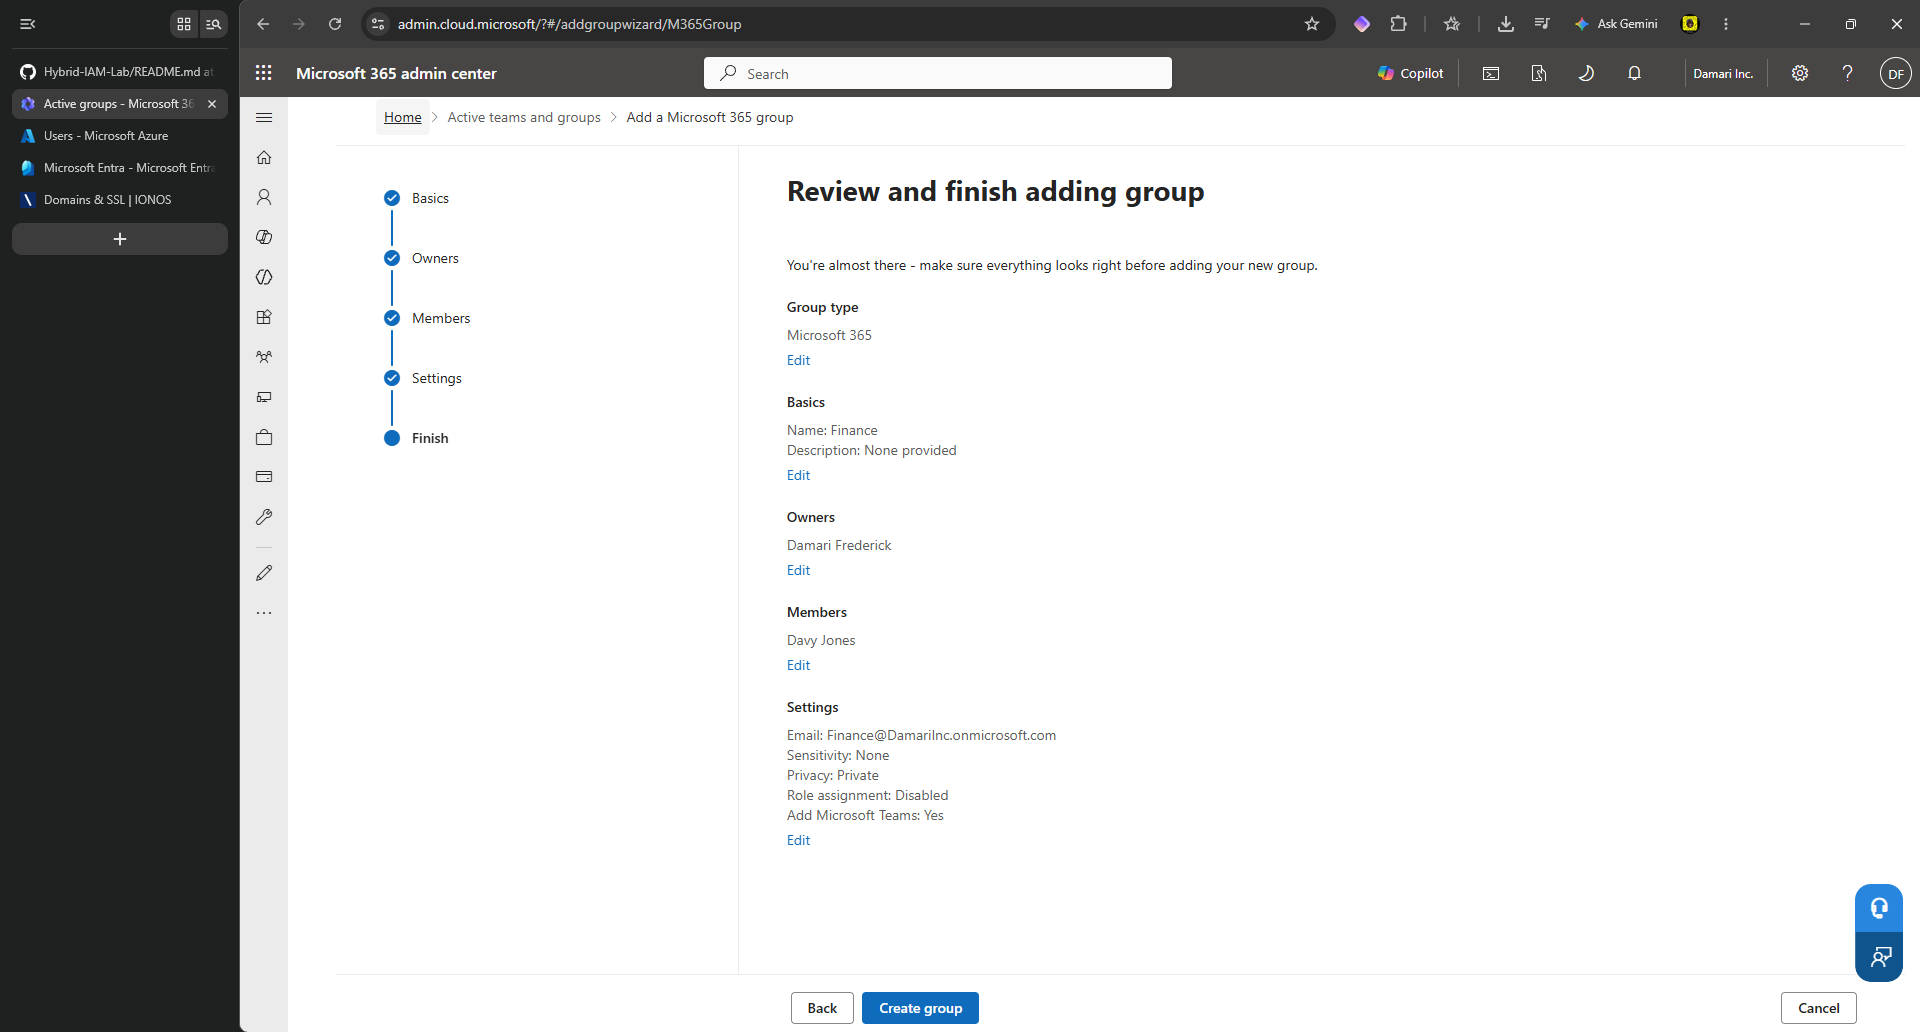 Hybrid-IAM-Lab/README.md at
Active groups - Microsoft 36
Users - Microsoft Azure
Microsoft Entra - Microsoft Entra
Domains & SSL | IONOS
admin.cloud.microsoft/?#/addgroupwizard/M365Group
Ask Gemini
Microsoft 365 admin center
Search
Copilot
Damari Inc.
DF
Home
Active teams and groups
Add a Microsoft 365 group
Basics
Owners
Members
Settings
Finish
Review and finish adding group
You're almost there - make sure everything looks right before adding your new group.
Group type
Microsoft 365
Edit
Basics
Name: Finance
Description: None provided
Edit
Owners
Damari Frederick
Edit
Members
Davy Jones
Edit
Settings
Email: Finance@DamariInc.onmicrosoft.com
Sensitivity: None
Privacy: Private
Role assignment: Disabled
Add Microsoft Teams: Yes
Edit
Back
Create group
Cancel